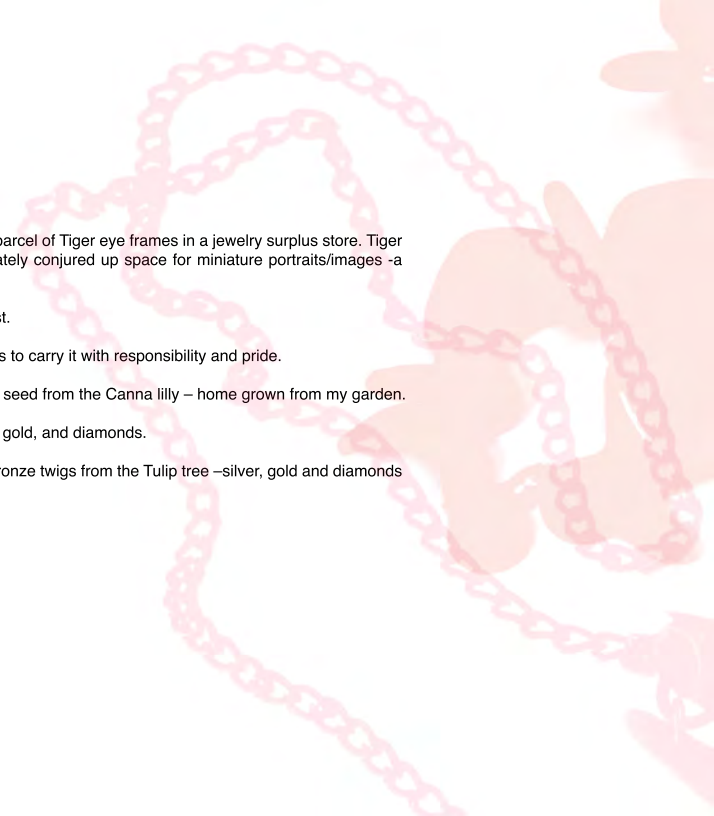 parcel of Tiger eye frames in a jewelry surplus store. Tiger
ately conjured up space for miniature portraits/images -a
st.
s to carry it with responsibility and pride.
seed from the Canna lilly – home grown from my garden.
gold, and diamonds.
ronze twigs from the Tulip tree –silver, gold and diamonds